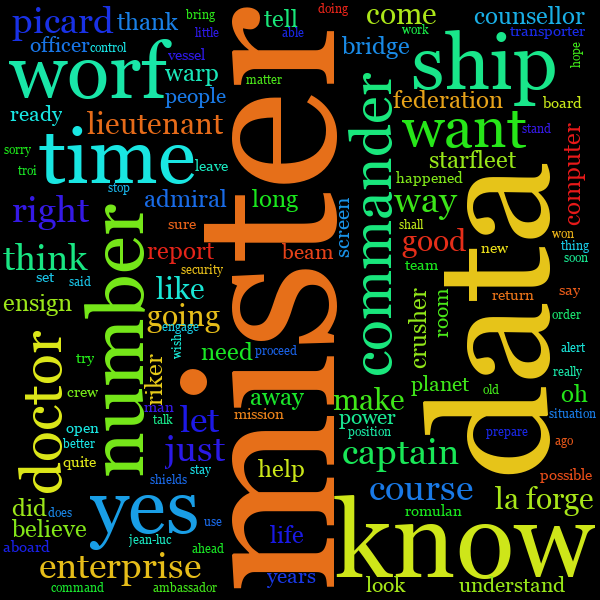 picard
thank
bring
little
tell
doing
able
come
work
counsellor
transporter
officer
control
vessel
bridge
hope
worf
warp
people
matter
ship
ready
lieutenant
federation
board
want
stand
sorry
time
troi
leave
commander
starfleet
computer
stop
happened
right
admiral
long
way
sure
mister
screen
shall
data
won
number
report
beam
good
new
thing
think
security
team
soon
set
said
like
return
say
ensign
going
engage
crusher
room
order
wish
need
proceed
alert
doctor
try
riker
really
crew
man
away
planet
old
oh
talk
let
mission
make
situation
open
power
better
just
position
prepare
ago
quite
stay
help
captain
possible
yes
shields
know
course
la forge
did
does
use
romulan
believe
jean-luc
life
aboard
ahead
enterprise
years
look
understand
command
ambassador